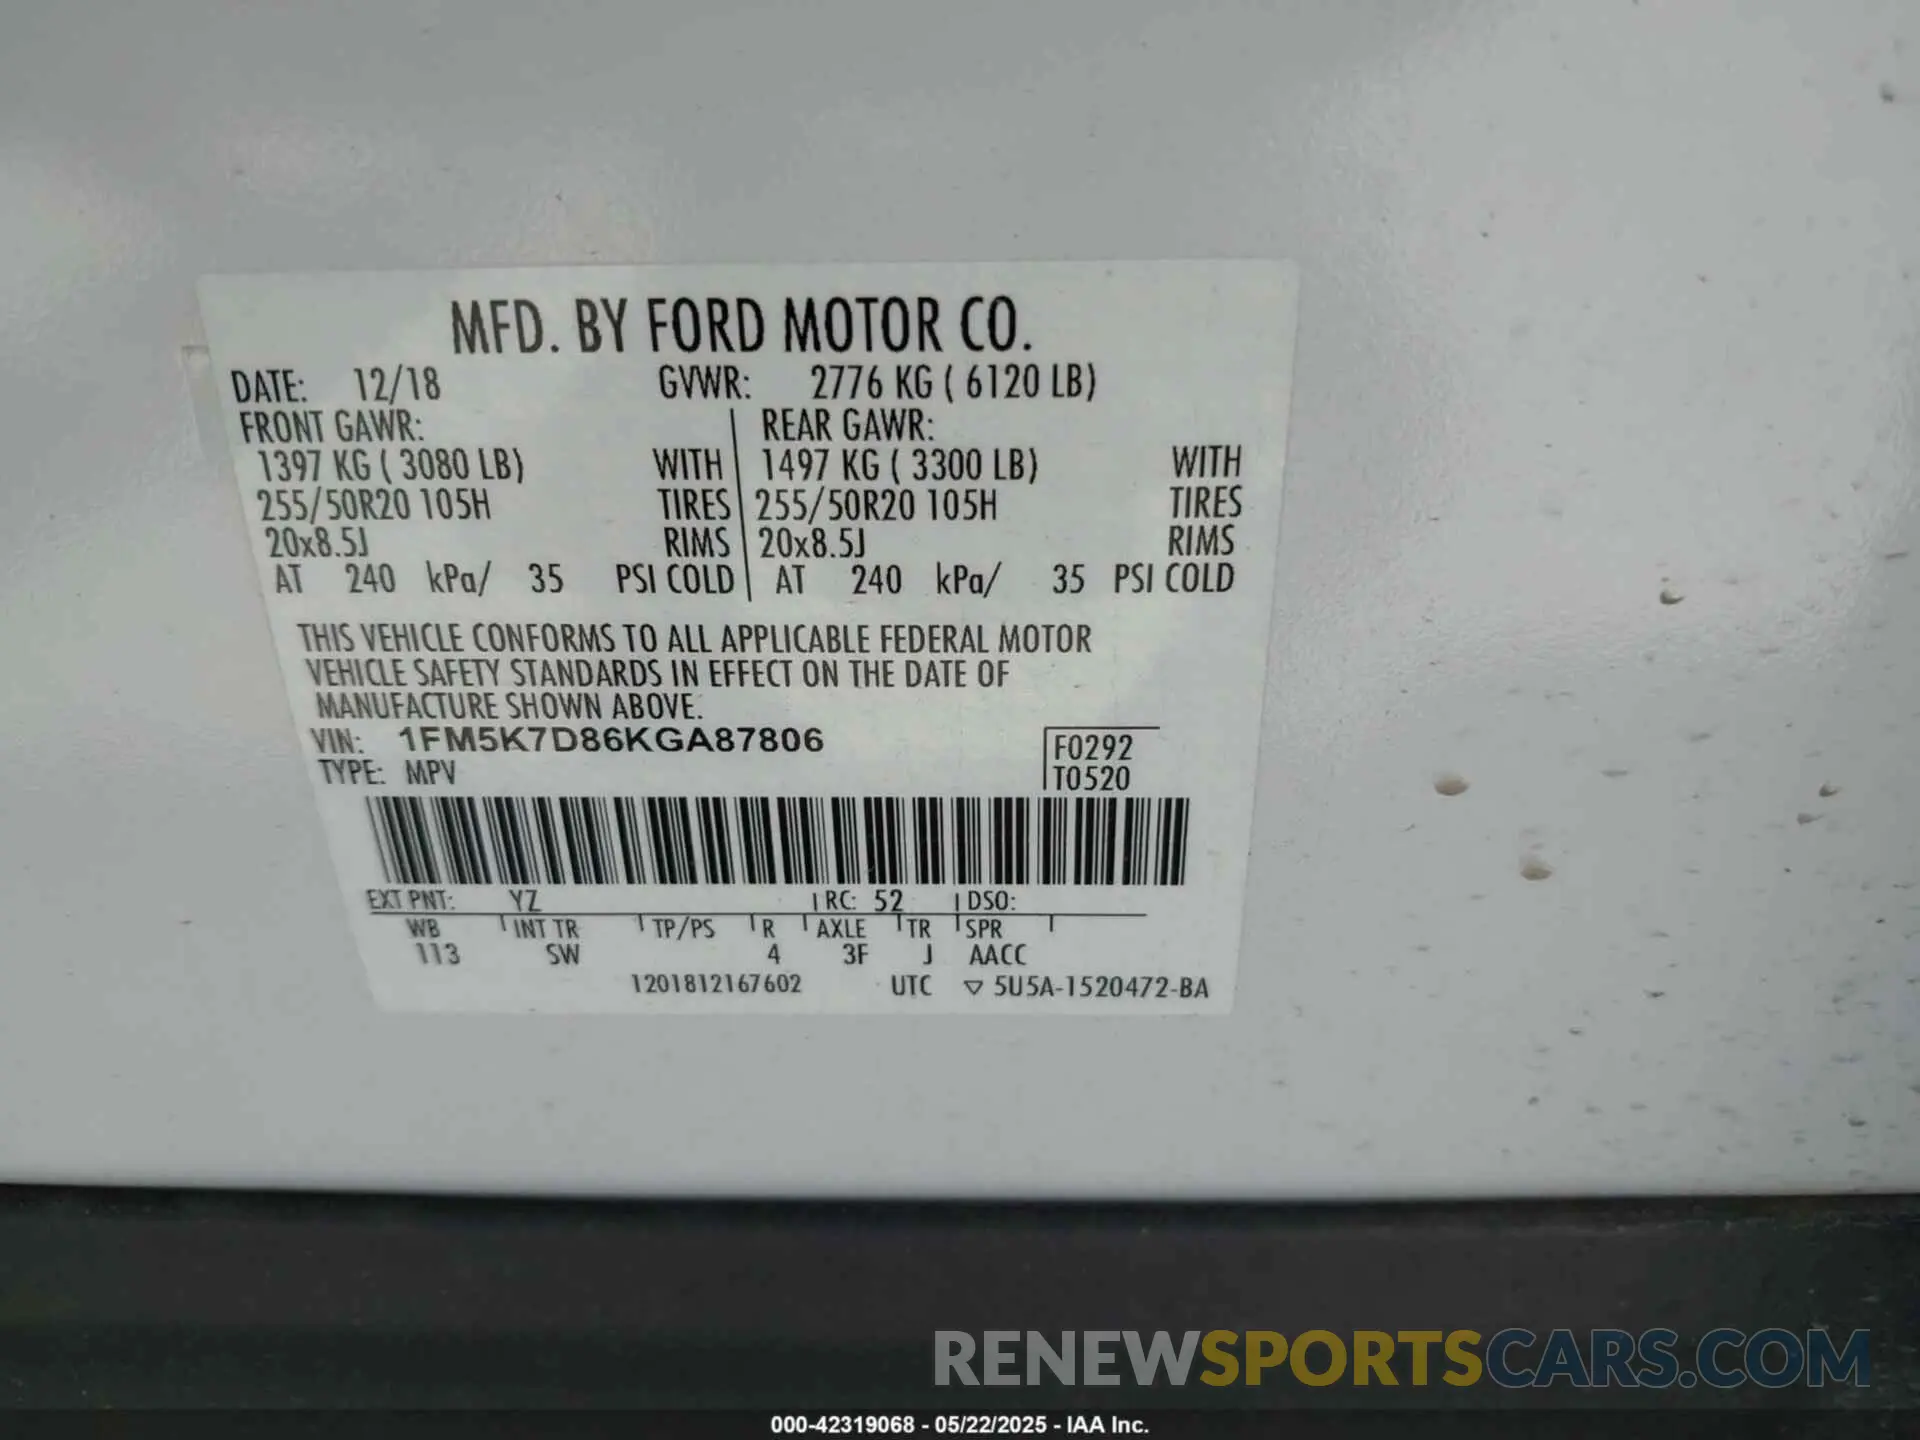 MFD. BY FORD MOTOR CO.
DATE: 12/18 GVWR: 2776 KG ( 6120 LB)
FRONT GAWR: REAR GAWR:
1397 KG ( 3080 LB) WITH 1497 KG ( 3300 LB) WITH
255/50R20 105H TIRES 255/50R20 105H TIRES
20x8.5J RIMS 20x8.5J RIMS
AT 240 kPa/ 35 PSI COLD AT 240 kPa/ 35 PSI COLD
THIS VEHICLE CONFORMS TO ALL APPLICABLE FEDERAL MOTOR
VEHICLE SAFETY STANDARDS IN EFFECT ON THE DATE OF
MANUFACTURE SHOWN ABOVE.
VIN: 1FM5K7D86KGA87806 F0292
TYPE: MPV T0520
EXT PNT: YZ RC: 52 DSO:
WB INT TR TP/PS R AXLE TR SPR
113 SW 4 3F J AACC
1201812167602 UTC ▽ 5U5A-1520472-BA
RENEWSPORTSCARS.COM
000-42319068 - 05/22/2025 - IAA Inc.